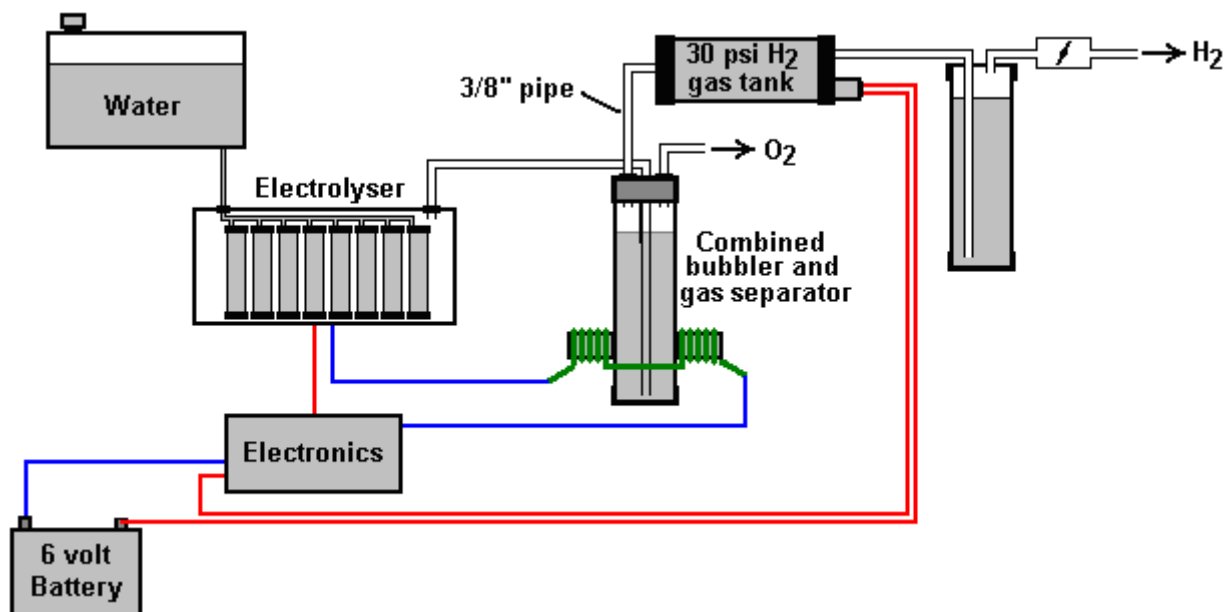 30 psi H2
gas tank
H2
Water
3/8" pipe
O2
Electrolyser
Combined
bubbler and
gas separator
Electronics
6 volt
Battery